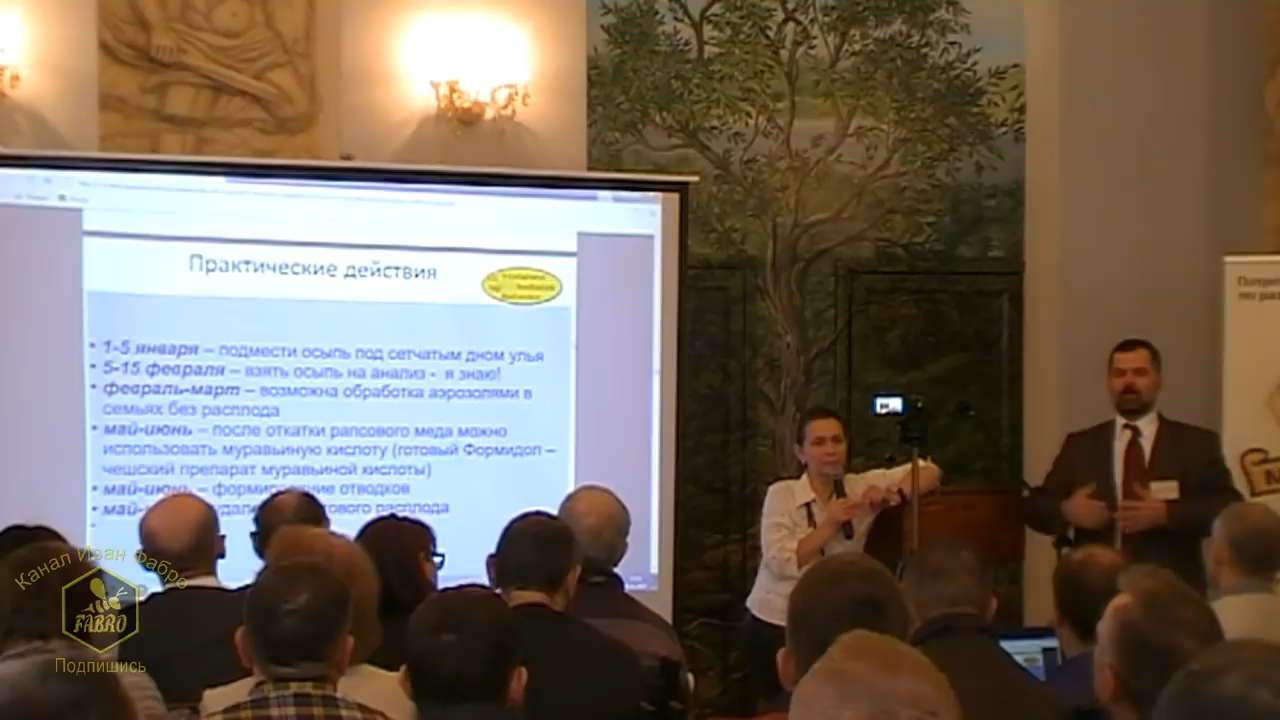 Практические действия
1-5 января – подмести осыпь под сетчатым дном улья
5-15 февраля – взять осыпь на анализ - я знаю!
февраль-март – возможна обработка аэрозолями в
семьях без расплода
май-июнь – после откатки рапсового меда можно
использовать муравьиную кислоту (готовый Формидол –
чешский препарат муравьиной кислоты)
май-июнь – отводков
расплода
Канал Иван Фабро
FABRO
Подпишись